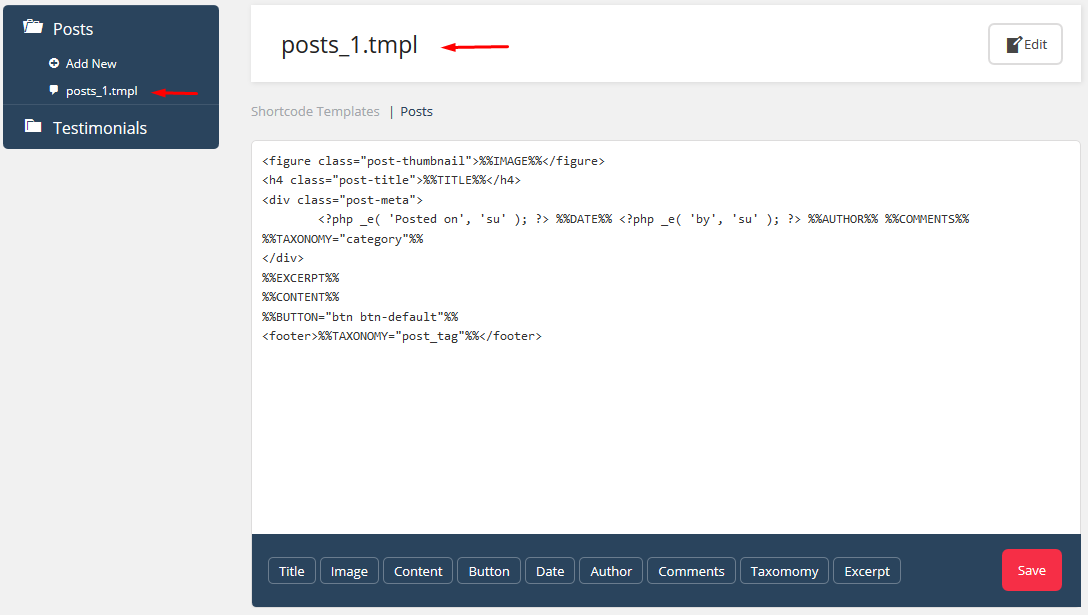 Posts
Add New
posts_1.tmpl
Testimonials
posts_1.tmpl
Edit
Shortcode Templates | Posts
<figure class="post-thumbnail">%%IMAGE%%</figure>
<h4 class="post-title">%%TITLE%%</h4>
<div class="post-meta">
<?php _e( 'Posted on', 'su' ); ?> %%DATE%% <?php _e( 'by', 'su' ); ?> %%AUTHOR%% %%COMMENTS%%
%%TAXONOMY="category"%%
</div>
%%EXCERPT%%
%%CONTENT%%
%%BUTTON="btn btn-default"%%
<footer>%%TAXONOMY="post_tag"%%</footer>
Title Image Content Button Date Author Comments Taxomomy Excerpt Save